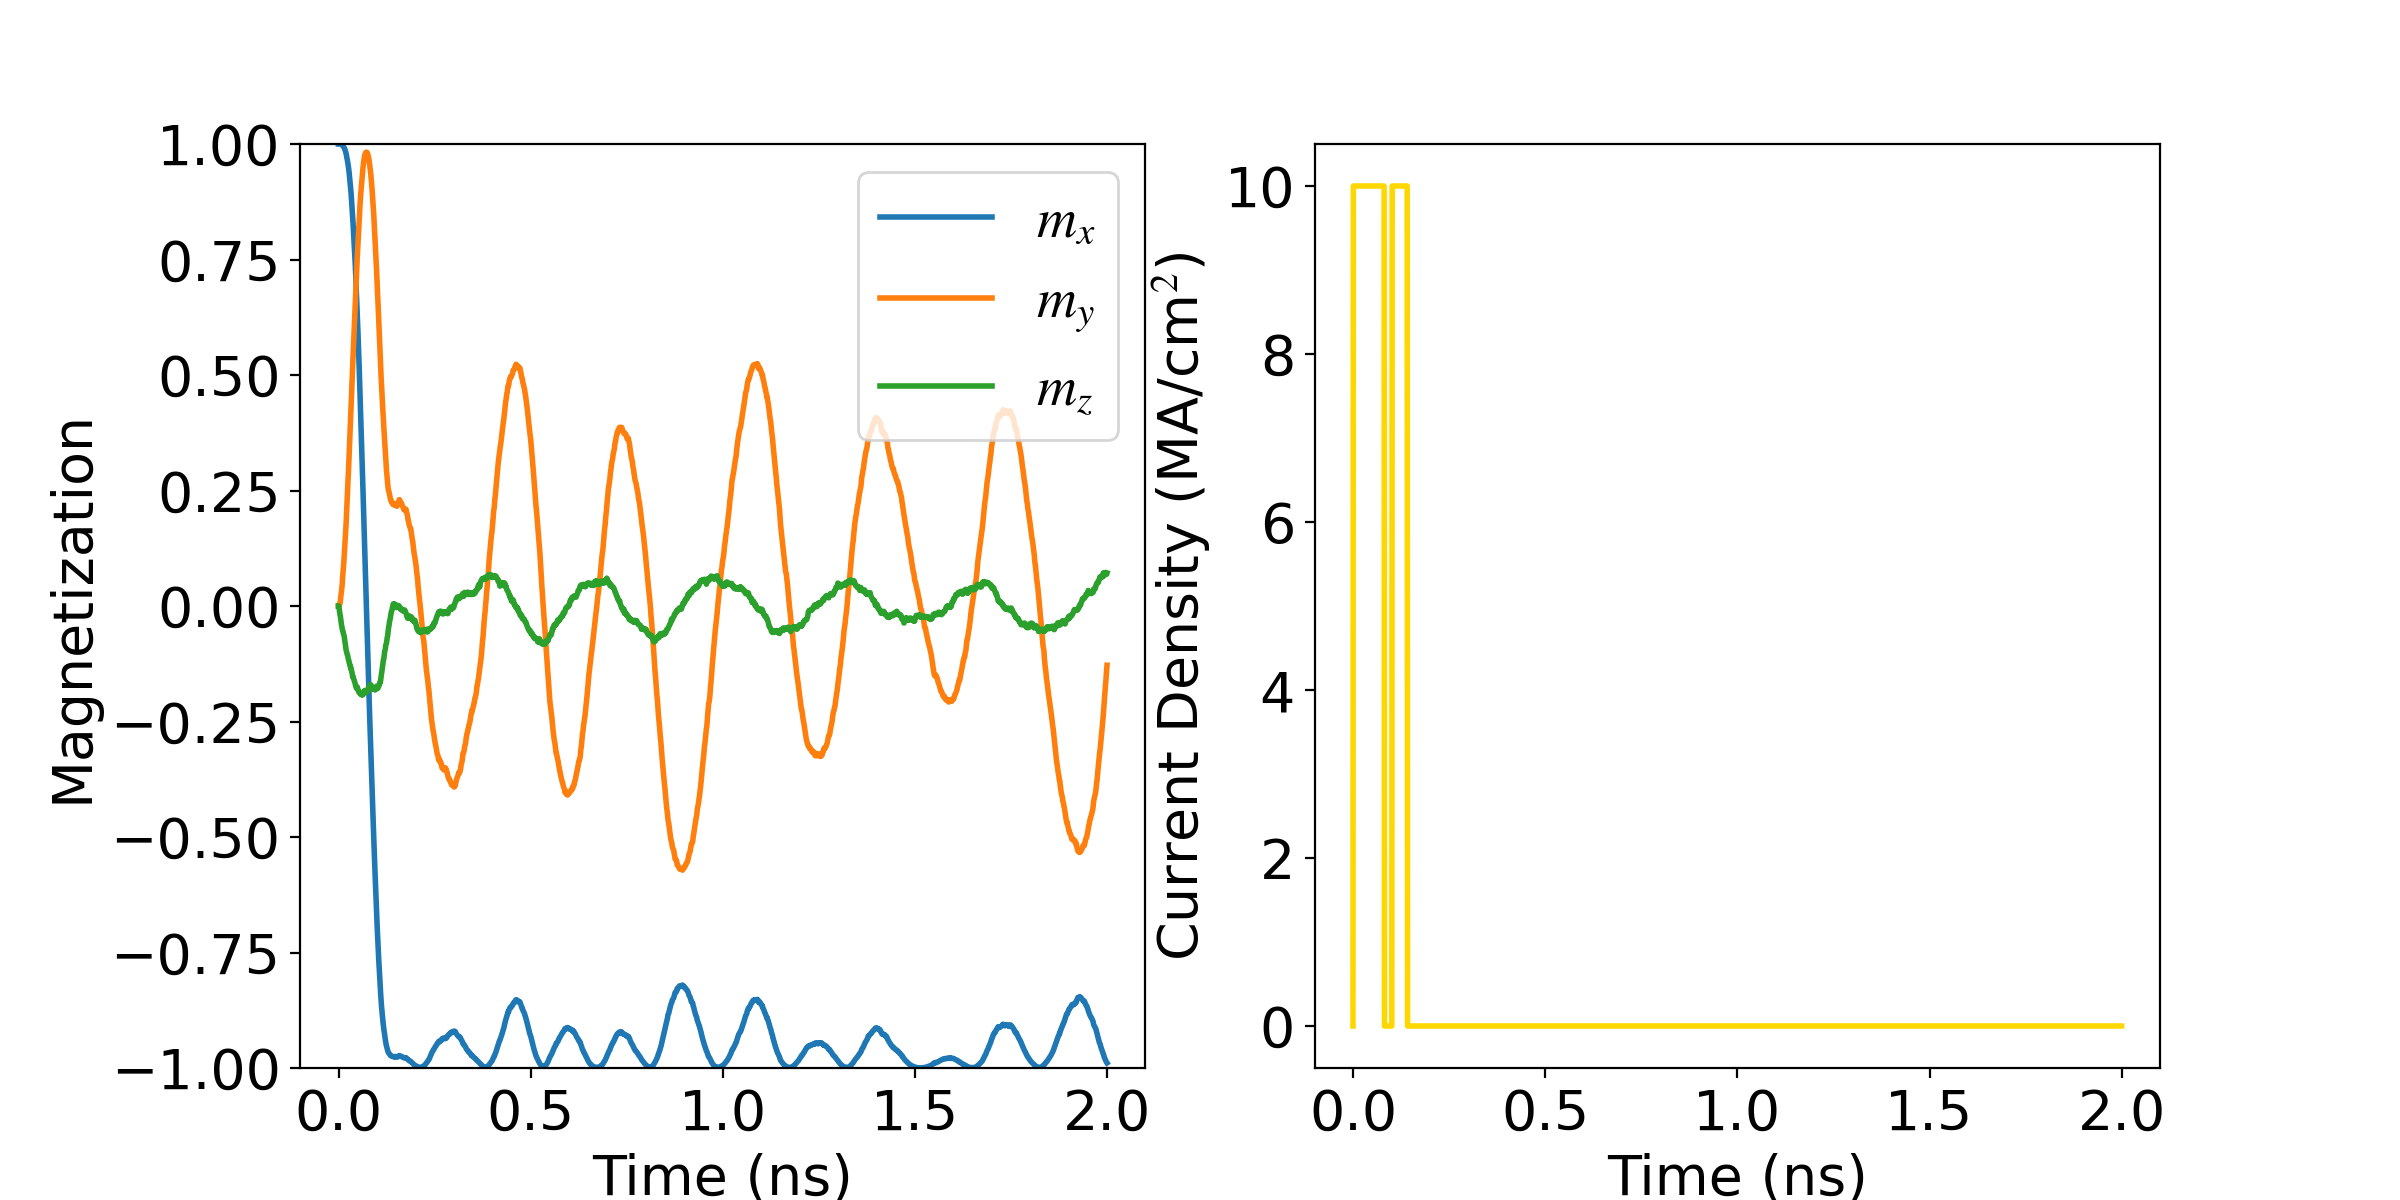 Magnetization
1.00
0.75
0.50
0.25
0.00
−0.25
−0.50
−0.75
−1.00
0.0 0.5 1.0 1.5 2.0
Time (ns)
m_x
m_y
m_z
Current Density (MA/cm²)
10
8
6
4
2
0
0.0 0.5 1.0 1.5 2.0
Time (ns)